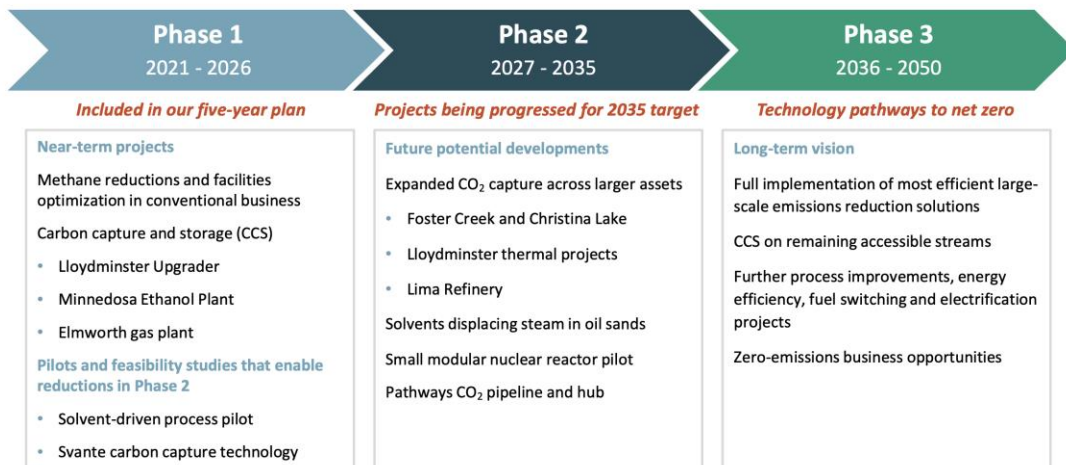 Phase 1
2021 - 2026
Included in our five-year plan
Near-term projects
Methane reductions and facilities
optimization in conventional business
Carbon capture and storage (CCS)
• Lloydminster Upgrader
• Minnedosa Ethanol Plant
• Elmworth gas plant
Pilots and feasibility studies that enable
reductions in Phase 2
• Solvent-driven process pilot
• Svante carbon capture technology
Phase 2
2027 - 2035
Projects being progressed for 2035 target
Future potential developments
Expanded CO₂ capture across larger assets
• Foster Creek and Christina Lake
• Lloydminster thermal projects
• Lima Refinery
Solvents displacing steam in oil sands
Small modular nuclear reactor pilot
Pathways CO₂ pipeline and hub
Phase 3
2036 - 2050
Technology pathways to net zero
Long-term vision
Full implementation of most efficient large-
scale emissions reduction solutions
CCS on remaining accessible streams
Further process improvements, energy
efficiency, fuel switching and electrification
projects
Zero-emissions business opportunities